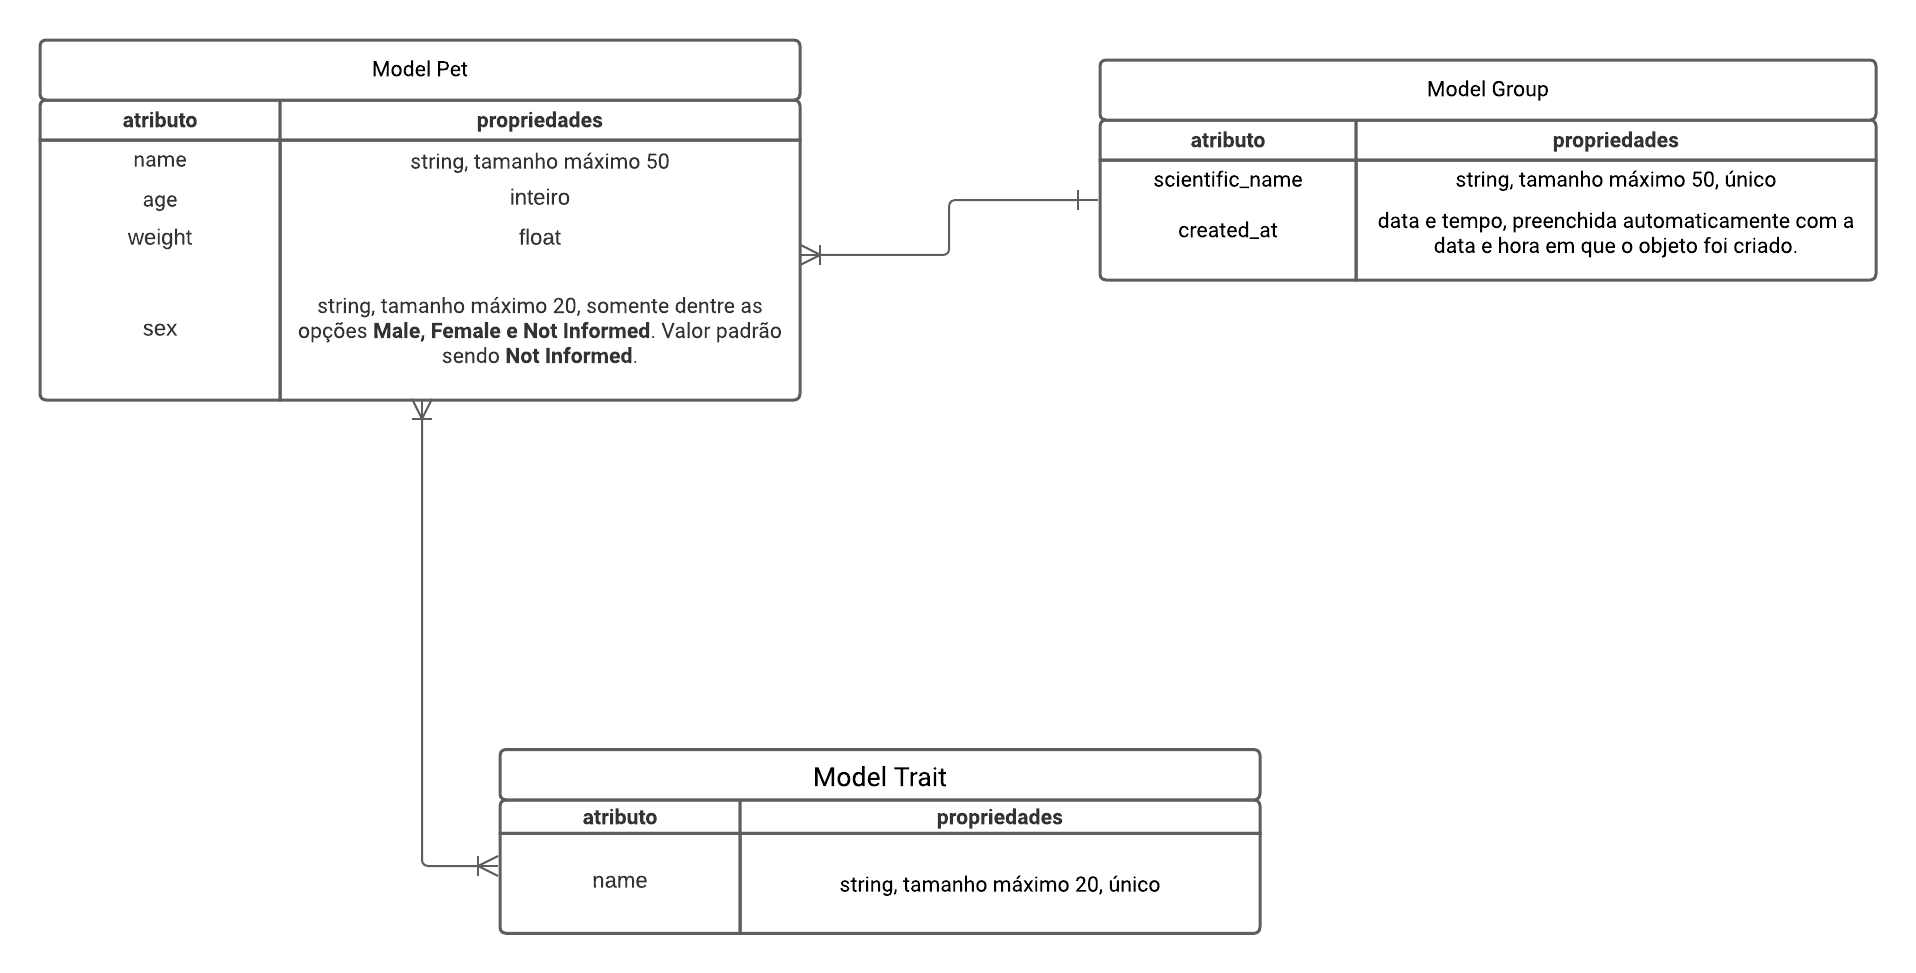 Model Pet
atributo propriedades
name string, tamanho máximo 50
age inteiro
weight float
sex
string, tamanho máximo 20, somente dentre as
opções Male, Female e Not Informed. Valor padrão
sendo Not Informed.
Model Group
atributo propriedades
scientific_name string, tamanho máximo 50, único
created_at
data e tempo, preenchida automaticamente com a
data e hora em que o objeto foi criado.
Model Trait
atributo propriedades
name string, tamanho máximo 20, único